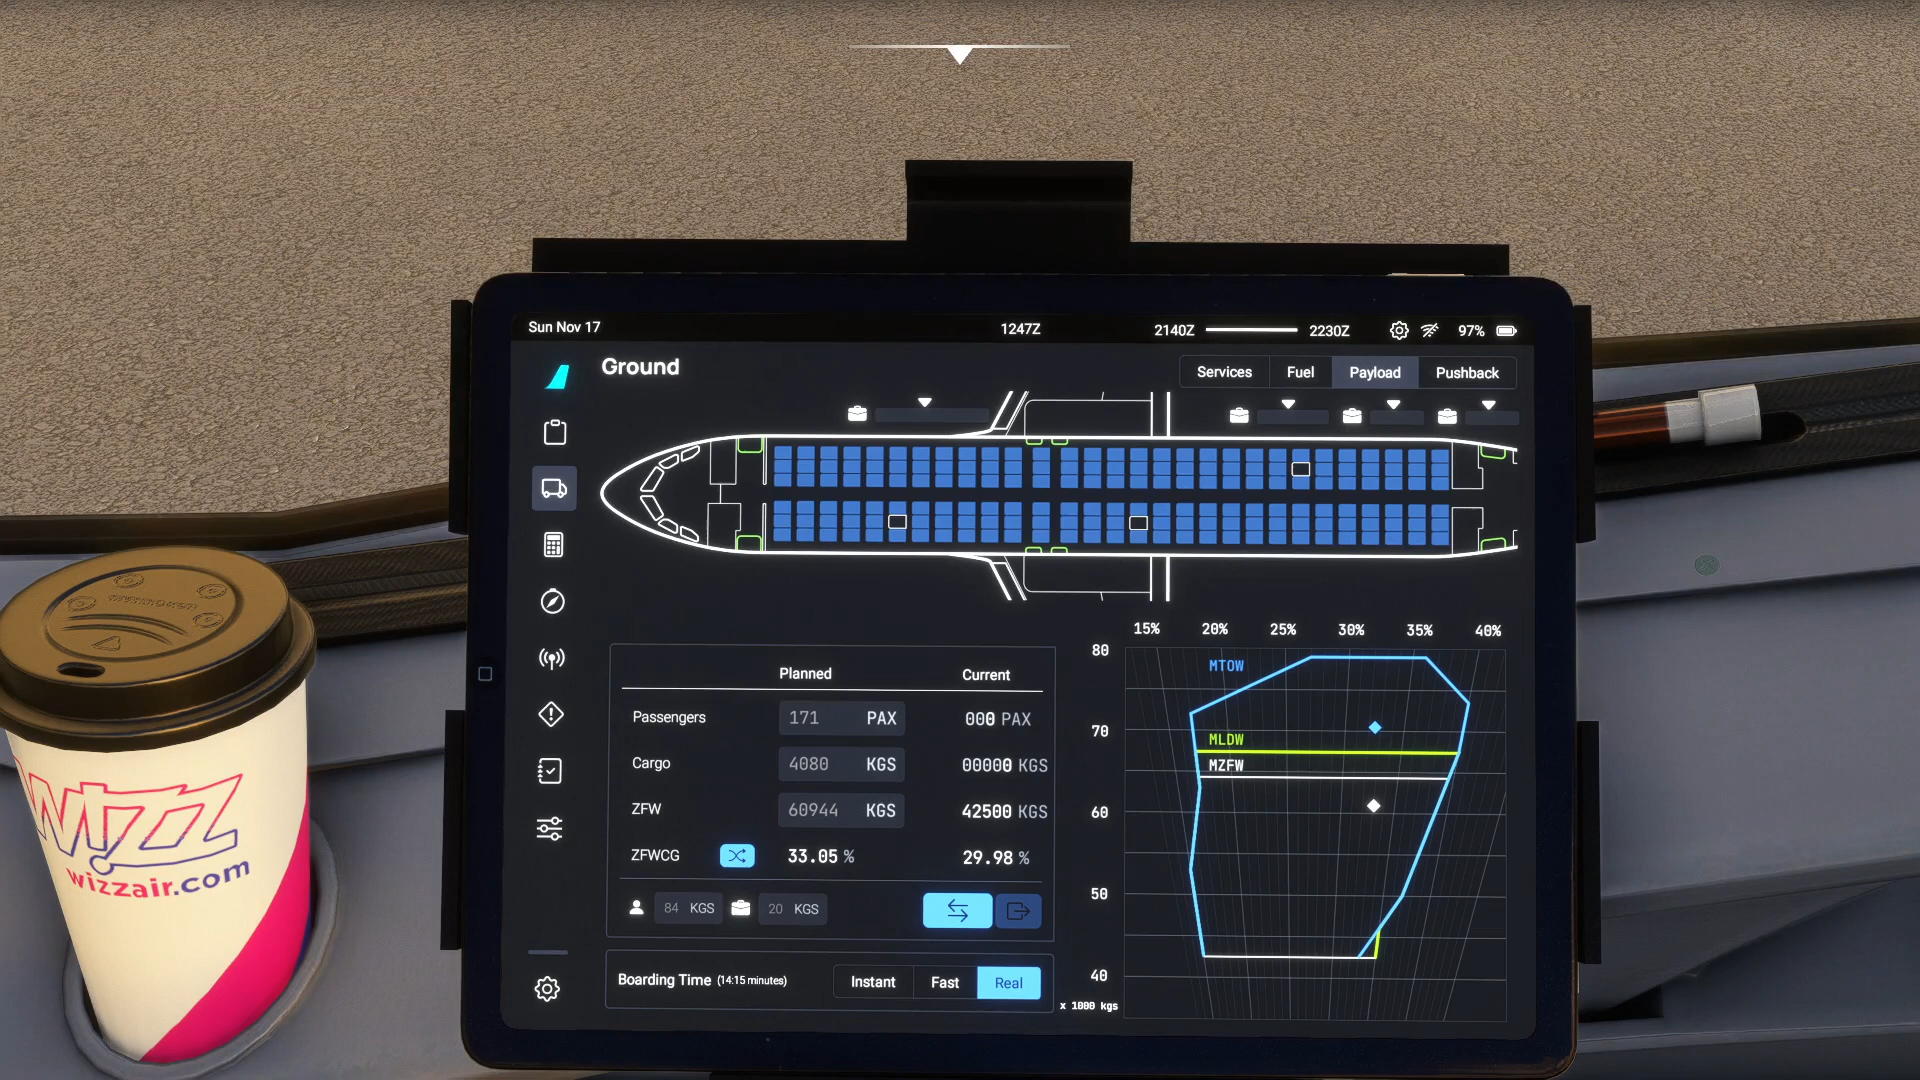 Sun Nov 17 1247Z 2140Z 2230Z 97%
Ground
Services Fuel Payload Pushback
Planned Current
Passengers 171 PAX 000 PAX
Cargo 4080 KGS 00000 KGS
ZFW 60944 KGS 42500 KGS
ZFWCG 33.05 % 29.98 %
84 KGS 20 KGS
Boarding Time (14:15 minutes) Instant Fast Real
15% 20% 25% 30% 35% 40%
80
MTOW
70
MLDW
MZFW
60
50
40
x 1000 kgs
WIZZ
wizzair.com